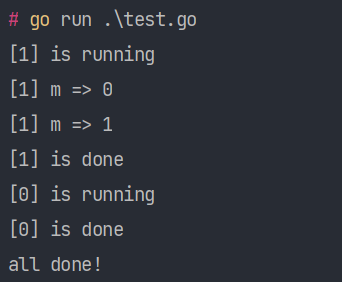 # go run .\test.go
[1] is running
[1] m => 0
[1] m => 1
[1] is done
[0] is running
[0] is done
all done!